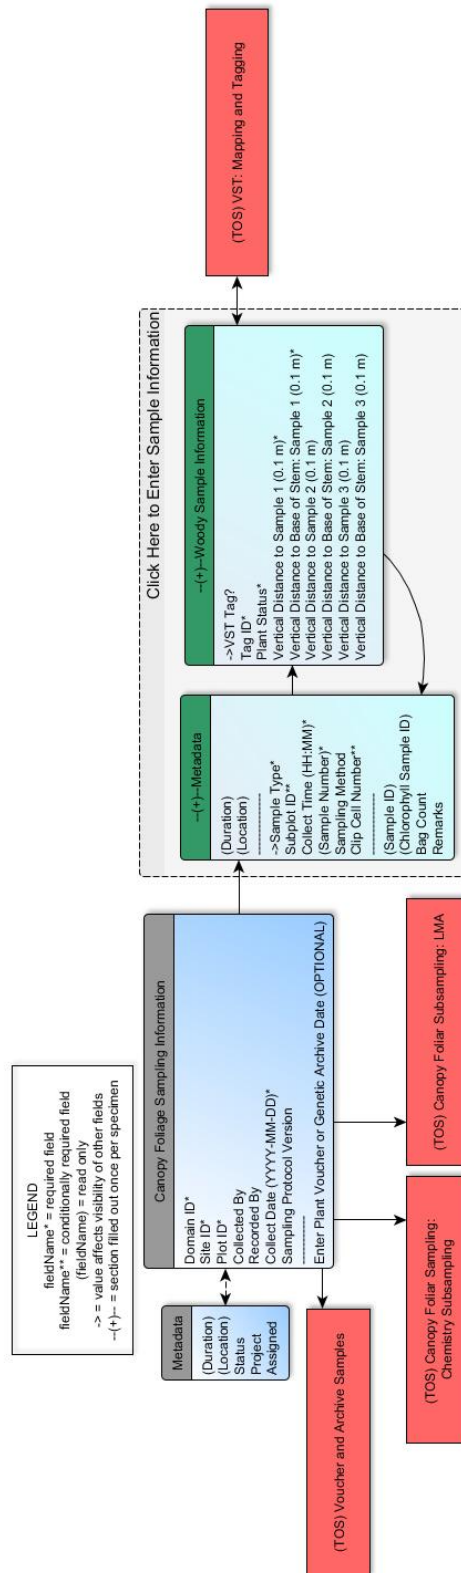 LEGEND
fieldName* = required field
fieldName** = conditionally required field
(fieldName) = read only
-> = value affects visibility of other fields
--(+)-- = section filled out once per specimen
Metadata
(Duration)
(Location)
Status
Project
Assigned
Canopy Foliage Sampling Information
Domain ID*
Site ID*
Plot ID*
Collected By
Recorded By
Collect Date (YYYY-MM-DD)*
Sampling Protocol Version
---------------
Enter Plant Voucher or Genetic Archive Date (OPTIONAL)
Click Here to Enter Sample Information
--(+)--Metadata
(Duration)
(Location)
---------------
->Sample Type*
Subplot ID**
Collect Time (HH:MM)*
(Sample Number)*
Sampling Method
Clip Cell Number**
---------------
(Sample ID)
(Chlorophyll Sample ID)
Bag Count
Remarks
--(+)--Woody Sample Information
->VST Tag?
Tag ID*
Plant Status*
Vertical Distance to Sample 1 (0.1 m)*
Vertical Distance to Base of Stem: Sample 1 (0.1 m)*
Vertical Distance to Sample 2 (0.1 m)
Vertical Distance to Base of Stem: Sample 2 (0.1 m)
Vertical Distance to Sample 3 (0.1 m)
Vertical Distance to Base of Stem: Sample 3 (0.1 m)
(TOS) VST: Mapping and Tagging
(TOS) Voucher and Archive Samples
(TOS) Canopy Foliar Sampling:
Chemistry Subsampling
(TOS) Canopy Foliar Subsampling: LMA